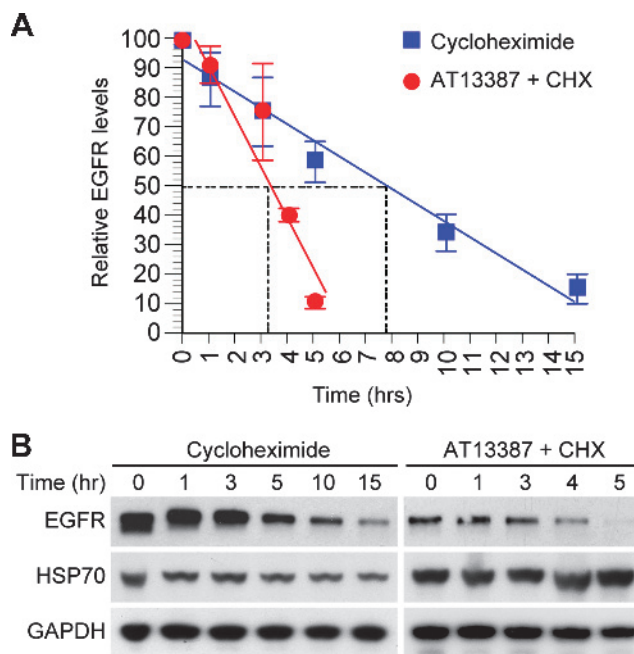 A
Relative EGFR levels
100
90
80
70
60
50
40
30
20
10
0
Cycloheximide
AT13387 + CHX
0 1 2 3 4 5 6 7 8 9 10 11 12 13 14 15
Time (hrs)
B
Cycloheximide AT13387 + CHX
Time (hr) 0 1 3 5 10 15 0 1 3 4 5
EGFR
HSP70
GAPDH